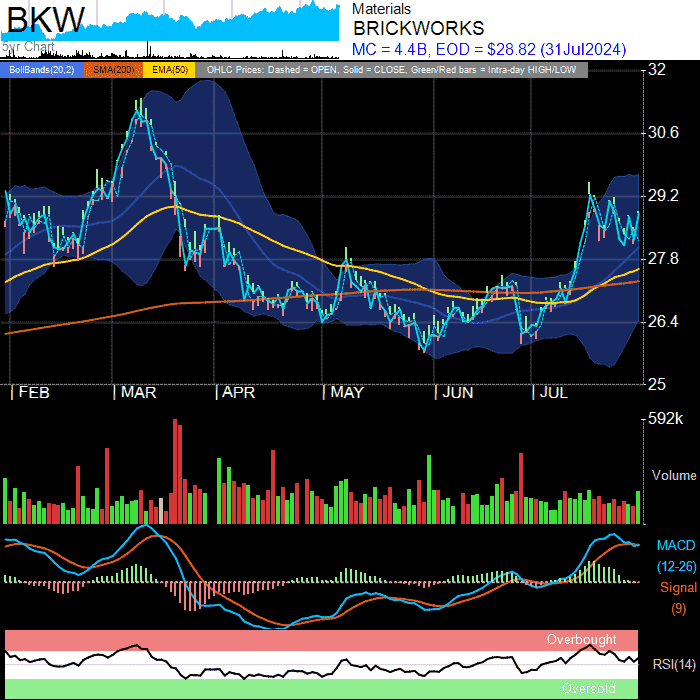 BKW
5yr Chart
Materials
BRICKWORKS
MC = 4.4B, EOD = $28.82 (31Jul2024)
BollBands(20,2) SMA(200) EMA(50) OHLC Prices: Dashed = OPEN, Solid = CLOSE, Green/Red bars = Intra-day HIGH/LOW
32
30.6
29.2
27.8
26.4
25
FEB MAR APR MAY JUN JUL
592k
Volume
MACD
(12-26)
Signal
(9)
Overbought
RSI(14)
Oversold